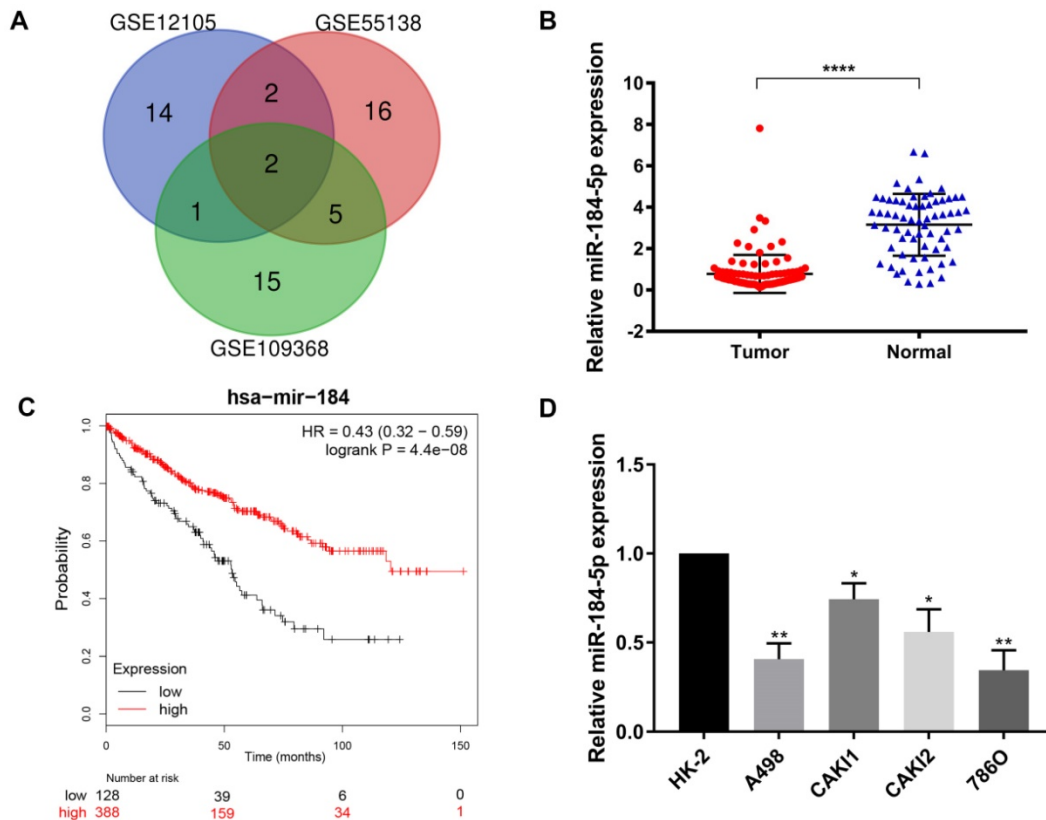 A
GSE12105
GSE55138
14
2
16
2
1
5
15
GSE109368
B
Relative miR-184-5p expression
10
8
6
4
2
0
-2
****
Tumor
Normal
C
hsa−mir−184
HR = 0.43 (0.32 − 0.59)
logrank P = 4.4e−08
Probability
1.0
0.8
0.6
0.4
0.2
0.0
Expression
low
high
0
50
100
150
Time (months)
Number at risk
low 128 39 6 0
high 388 159 34 1
D
Relative miR-184-5p expression
1.5
1.0
0.5
0.0
**
*
*
**
HK-2
A498
CAKI1
CAKI2
786O